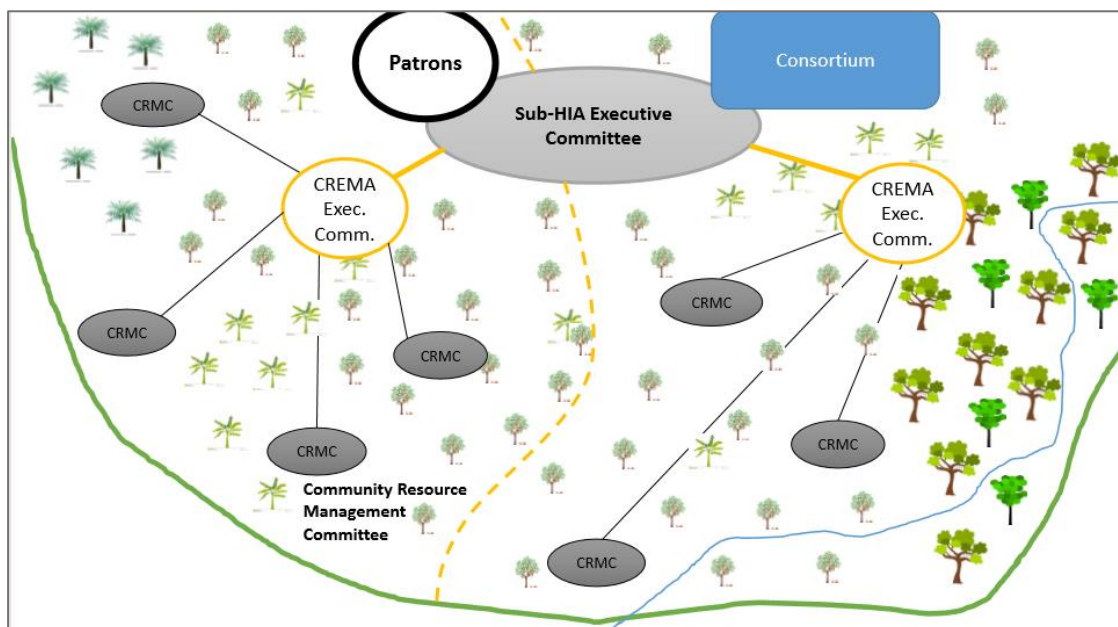 Patrons
Consortium
Sub-HIA Executive
Committee
CRMC
CREMA
Exec.
Comm.
CREMA
Exec.
Comm.
CRMC
CRMC
CRMC
CRMC
CRMC
CRMC
Community Resource
Management
Committee
CRMC